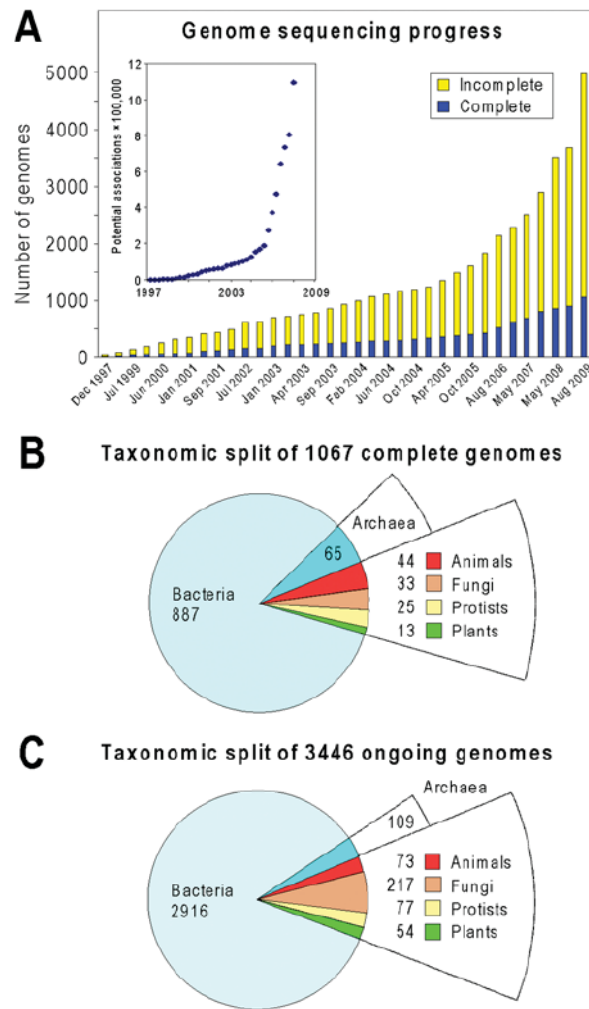 A
Genome sequencing progress
Number of genomes
5000
4000
3000
2000
1000
0
Incomplete
Complete
Potential associations × 100,000
12
10
8
6
4
2
0
1997
2003
2009
Dec 1997
Jul 1999
Jun 2000
Jan 2001
Sep 2001
Jul 2002
Jan 2003
Apr 2003
Sep 2003
Feb 2004
Jun 2004
Oct 2004
Apr 2005
Oct 2005
Aug 2006
May 2007
May 2008
Aug 2009
B
Taxonomic split of 1067 complete genomes
Archaea
65
Bacteria
887
44 Animals
33 Fungi
25 Protists
13 Plants
C
Taxonomic split of 3446 ongoing genomes
Archaea
109
Bacteria
2916
73 Animals
217 Fungi
77 Protists
54 Plants